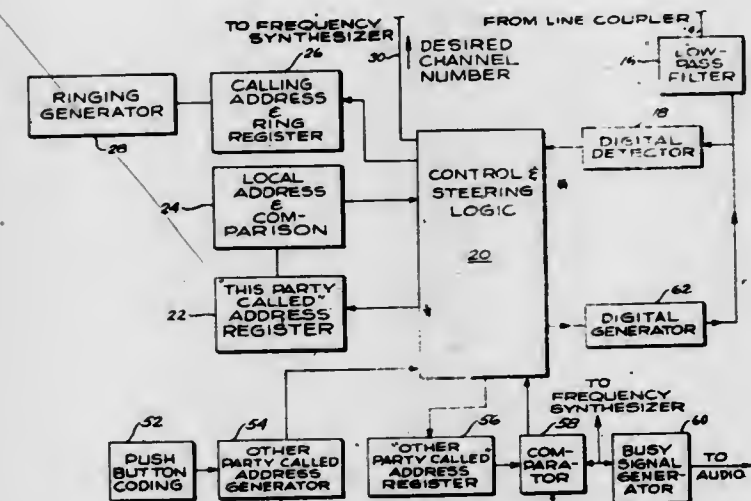 TO FREQUENCY
SYNTHESIZER
FROM LINE COUPLER
26
30
DESIRED
CHANNEL
NUMBER
LOW-
PASS
FILTER
RINGING
GENERATOR
28
CALLING
ADDRESS
&
RING
REGISTER
18
DIGITAL
DETECTOR
24
LOCAL
ADDRESS
&
COM-
PARISON
CONTROL &
STEERING
LOGIC
20
22
"THIS PARTY
CALLED"
ADDRESS
REGISTER
62
DIGITAL
GENERATOR
TO
FREQUENCY
SYNTHESIZER
52
PUSH
BUTTON
CODING
54
OTHER
PARTY CALLED
ADDRESS
GENERATOR
56
"OTHER
PARTY CALLED"
ADDRESS
REGISTER
58
COM-
PARA-
TOR
60
BUSY
SIGNAL
GENER-
ATOR
TO
AUDIO